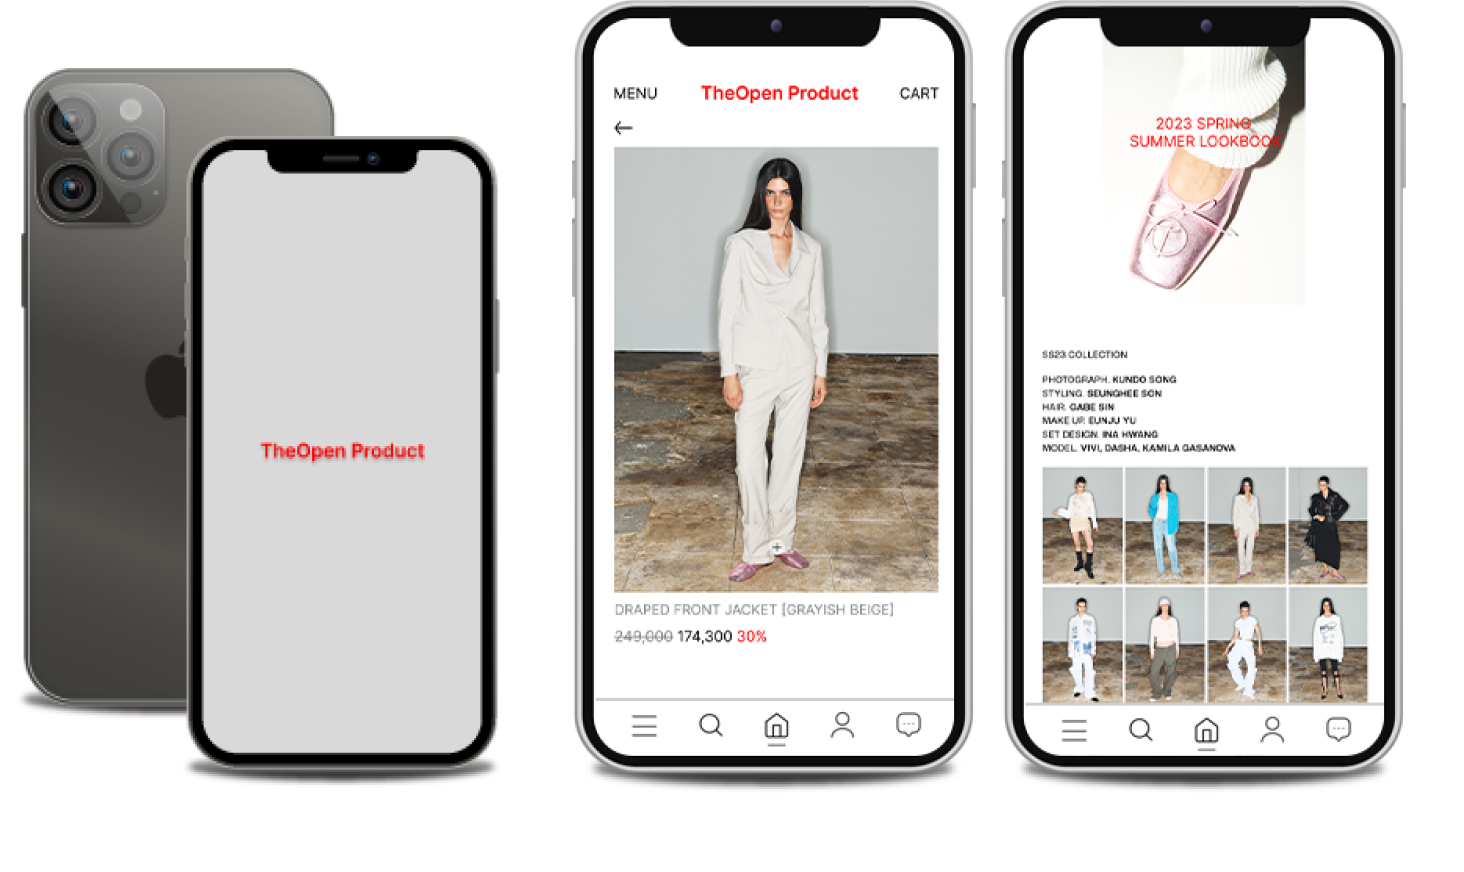 TheOpen Product
MENU
TheOpen Product
CART
DRAPED FRONT JACKET [GRAYISH BEIGE]
249,000 174,300 30%
2023 SPRING
SUMMER LOOKBOOK
SS23 COLLECTION
PHOTOGRAPH. KUNDO SONG
STYLING. SEUNGHEE SON
HAIR. GABE SIN
MAKE UP. EUNJU YU
SET DESIGN. INA HWANG
MODEL. VIVI, DASHA, KAMILA GASANOVA